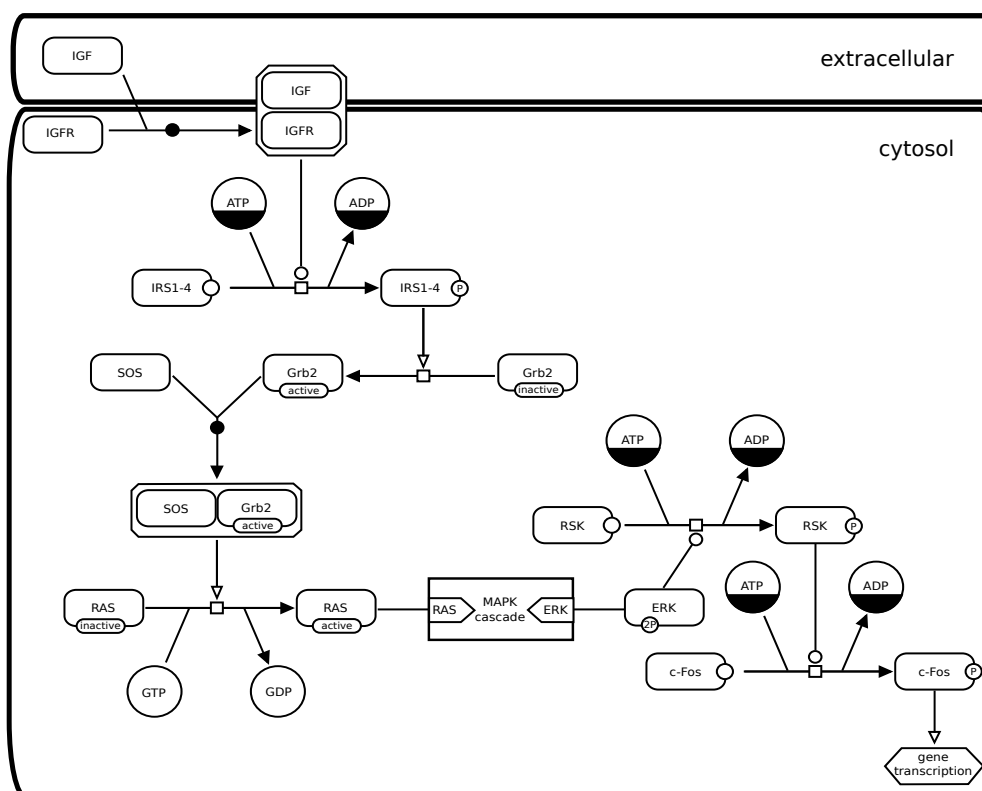 IGF
extracellular
IGF
IGFR
IGFR
cytosol
ATP
ADP
IRS1-4
IRS1-4
P
SOS
Grb2
active
Grb2
inactive
ATP
ADP
SOS
Grb2
active
RSK
RSK
P
ATP
ADP
RAS
inactive
RAS
active
RAS
MAPK
cascade
ERK
ERK
2P
c-Fos
c-Fos
P
GTP
GDP
gene
transcription